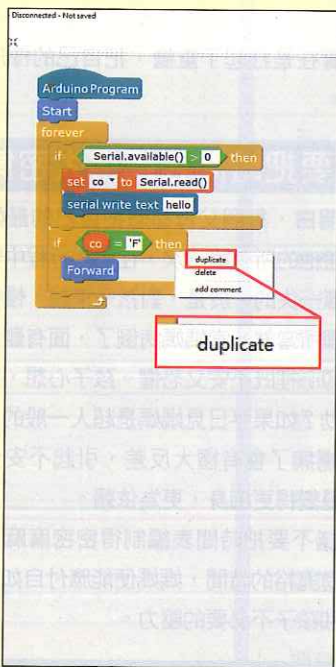 Disconnected - Not saved
Arduino Program
Start
forever
if Serial.available() > 0 then
set co to Serial.read()
serial write text hello
if co = 'F' then
Forward
duplicate
delete
add comment
duplicate